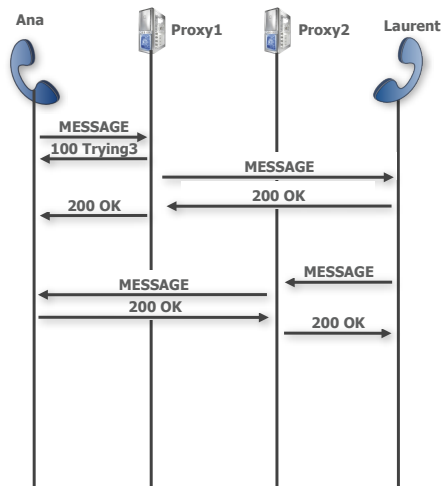 Ana
Proxy1
Proxy2
Laurent
MESSAGE
100 Trying3
MESSAGE
200 OK
200 OK
MESSAGE
MESSAGE
200 OK
200 OK